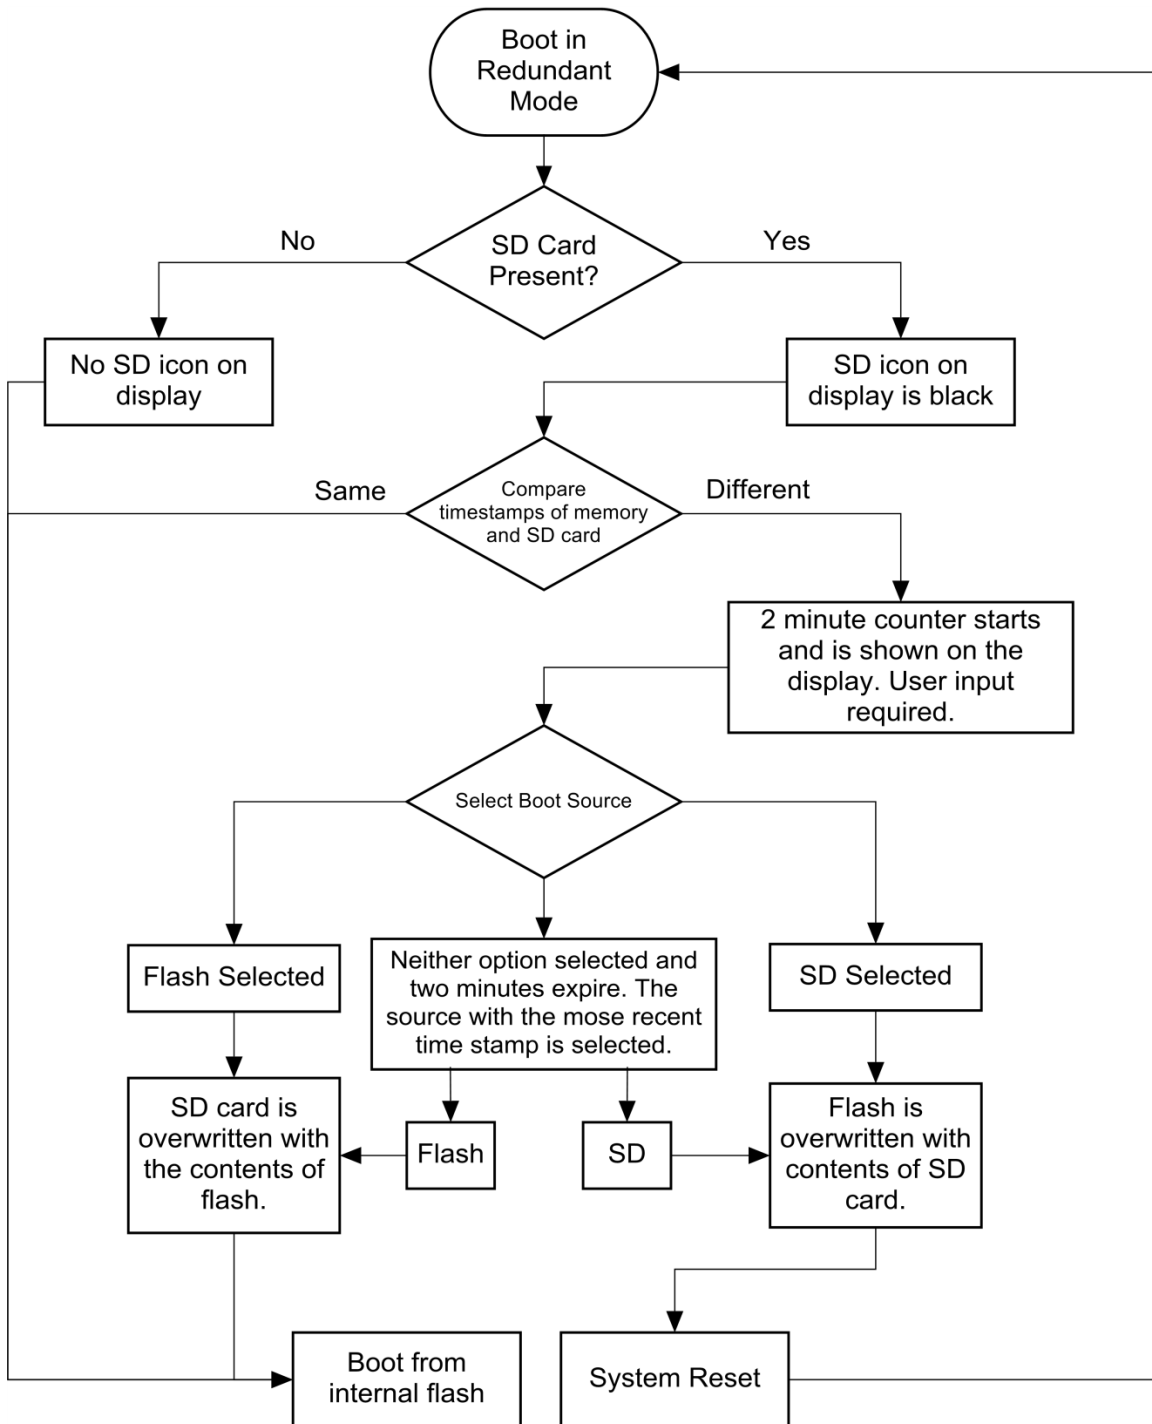 Boot in
Redundant
Mode
No
SD Card
Present?
Yes
No SD icon on
display
SD icon on
display is black
Same
Compare
timestamps of memory
and SD card
Different
2 minute counter starts
and is shown on the
display. User input
required.
Select Boot Source
Flash Selected
Neither option selected and
two minutes expire. The
source with the mose recent
time stamp is selected.
SD Selected
SD card is
overwritten with
the contents of
flash.
Flash
SD
Flash is
overwritten with
contents of SD
card.
Boot from
internal flash
System Reset